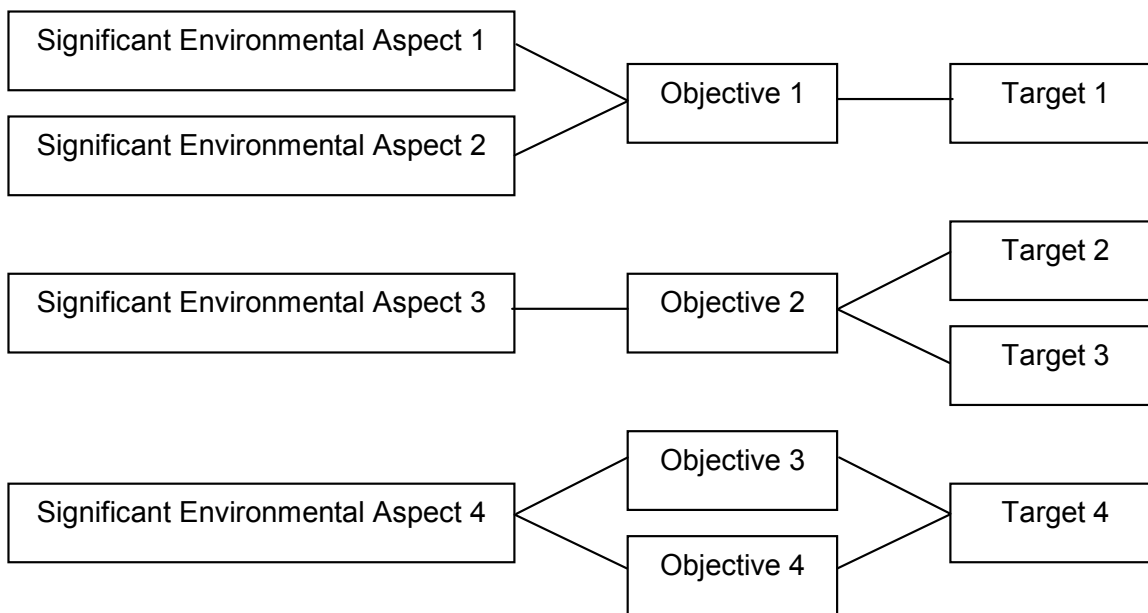 Significant Environmental Aspect 1
Objective 1
Target 1
Significant Environmental Aspect 2
Target 2
Significant Environmental Aspect 3
Objective 2
Target 3
Objective 3
Significant Environmental Aspect 4
Target 4
Objective 4